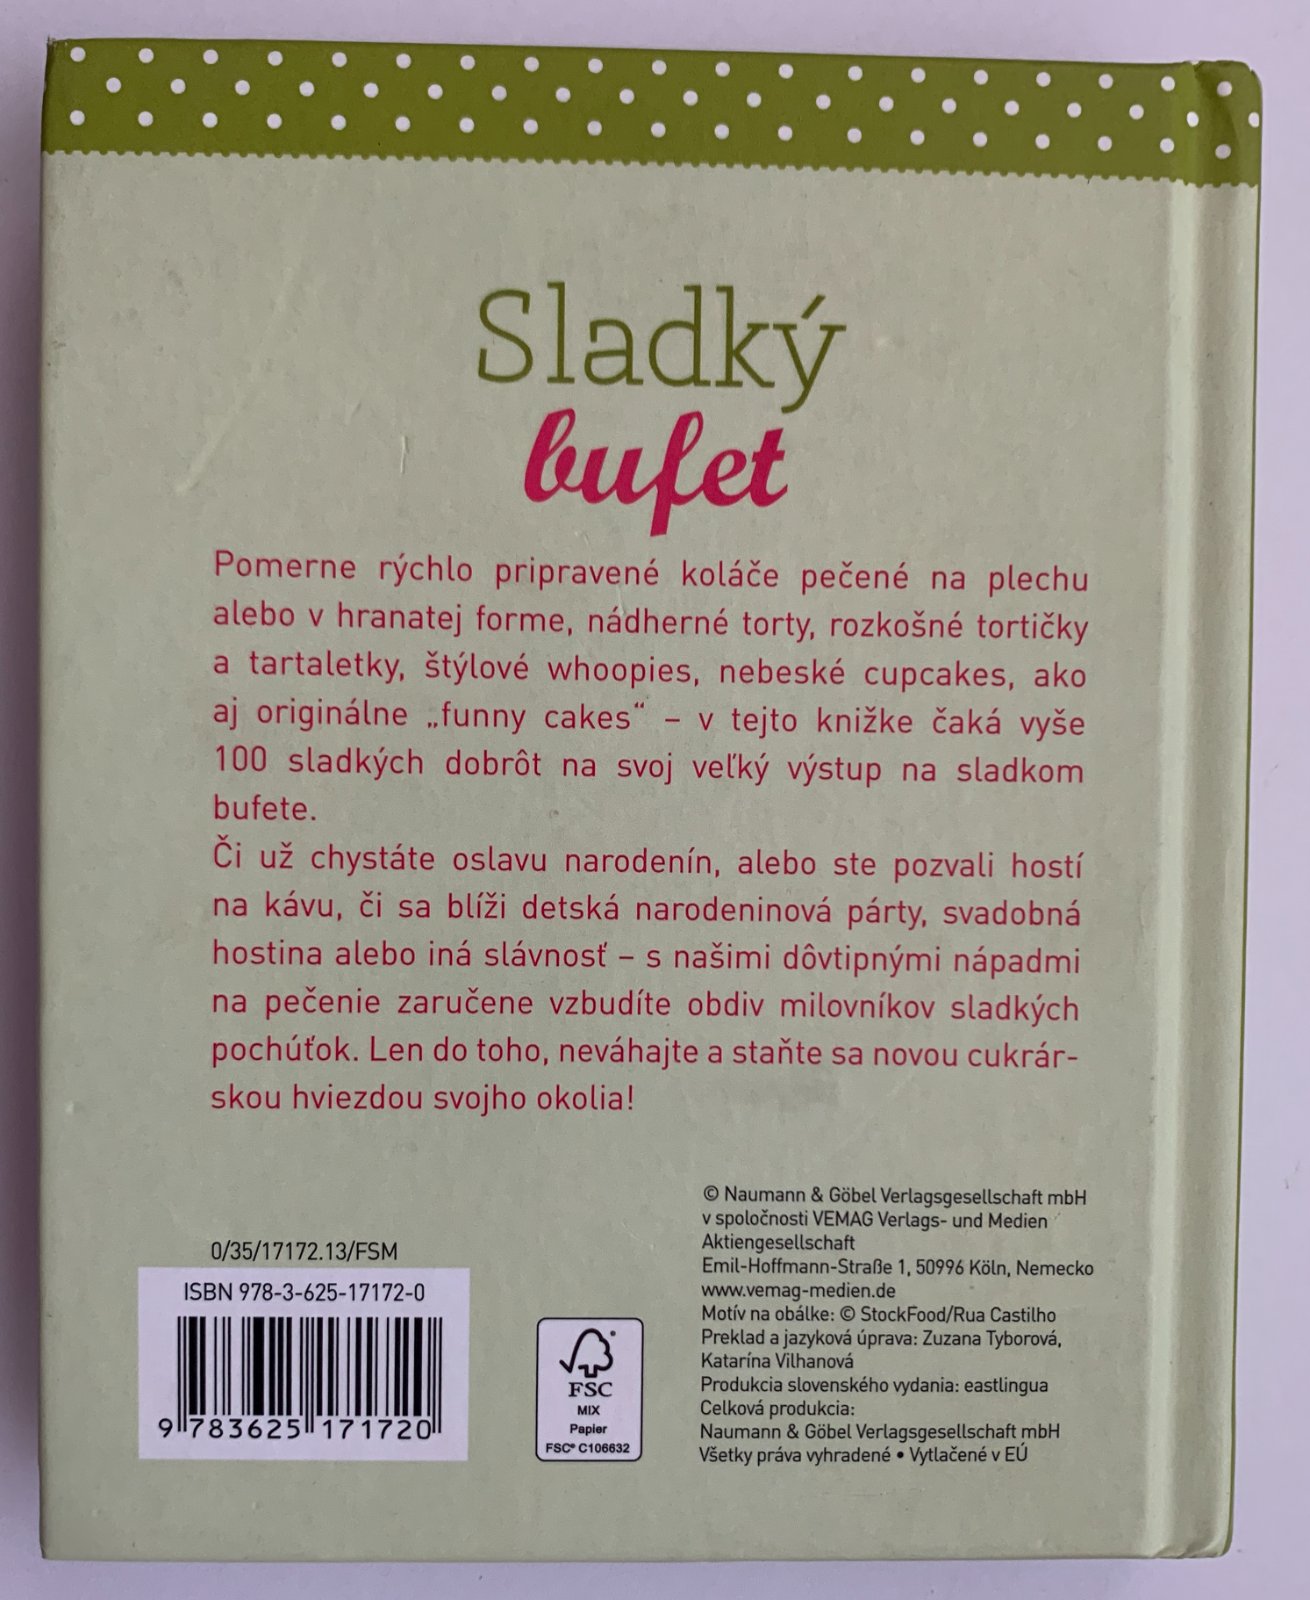 Sladký
bufet
Pomerne rýchlo pripravené koláče pečené na plechu
alebo v hranatej forme, nádherné torty, rozkošné tortičky
a tartaletky, štýlové whoopies, nebeské cupcakes, ako
aj originálne „funny cakes“ – v tejto knižke čaká vyše
100 sladkých dobrôt na svoj veľký výstup na sladkom
bufete.
Či už chystáte oslavu narodenín, alebo ste pozvali hostí
na kávu, či sa blíži detská narodeninová párty, svadobná
hostina alebo iná slávnosť – s našimi dôvtipnými nápadmi
na pečenie zaručene vzbudíte obdiv milovníkov sladkých
pochúťok. Len do toho, neváhajte a staňte sa novou cukrár-
skou hviezdou svojho okolia!
0/35/17172.13/FSM
ISBN 978-3-625-17172-0
9 783625 171720
FSC
MIX
Papier
FSC® C106632
© Naumann & Göbel Verlagsgesellschaft mbH
v spoločnosti VEMAG Verlags- und Medien
Aktiengesellschaft
Emil-Hoffmann-Straße 1, 50996 Köln, Nemecko
www.vemag-medien.de
Motív na obálke: © StockFood/Rua Castilho
Preklad a jazyková úprava: Zuzana Tyborová,
Katarína Vilhanová
Produkcia slovenského vydania: eastlingua
Celková produkcia:
Naumann & Göbel Verlagsgesellschaft mbH
Všetky práva vyhradené • Vytlačené v EÚ